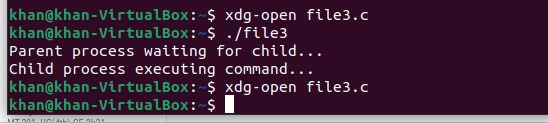 khan@khan-VirtualBox:~$ xdg-open file3.c
khan@khan-VirtualBox:~$ ./file3
Parent process waiting for child...
Child process executing command...
khan@khan-VirtualBox:~$ xdg-open file3.c
khan@khan-VirtualBox:~$